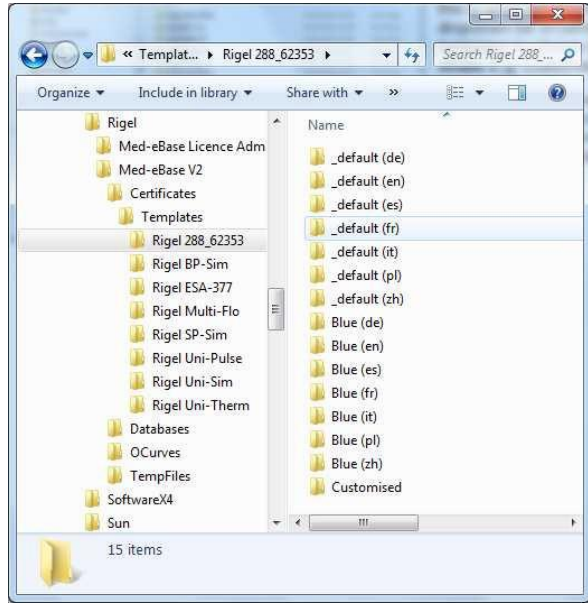 « Templat... ▸ Rigel 288_62353 ▸
Search Rigel 288_...
Organize ▾ Include in library ▾ Share with ▾ »
Rigel
Med-eBase Licence Adm
Med-eBase V2
Certificates
Templates
Rigel 288_62353
Rigel BP-Sim
Rigel ESA-377
Rigel Multi-Flo
Rigel SP-Sim
Rigel Uni-Pulse
Rigel Uni-Sim
Rigel Uni-Therm
Databases
OCurves
TempFiles
SoftwareX4
Sun
Name
_default (de)
_default (en)
_default (es)
_default (fr)
_default (it)
_default (pl)
_default (zh)
Blue (de)
Blue (en)
Blue (es)
Blue (fr)
Blue (it)
Blue (pl)
Blue (zh)
Customised
15 items